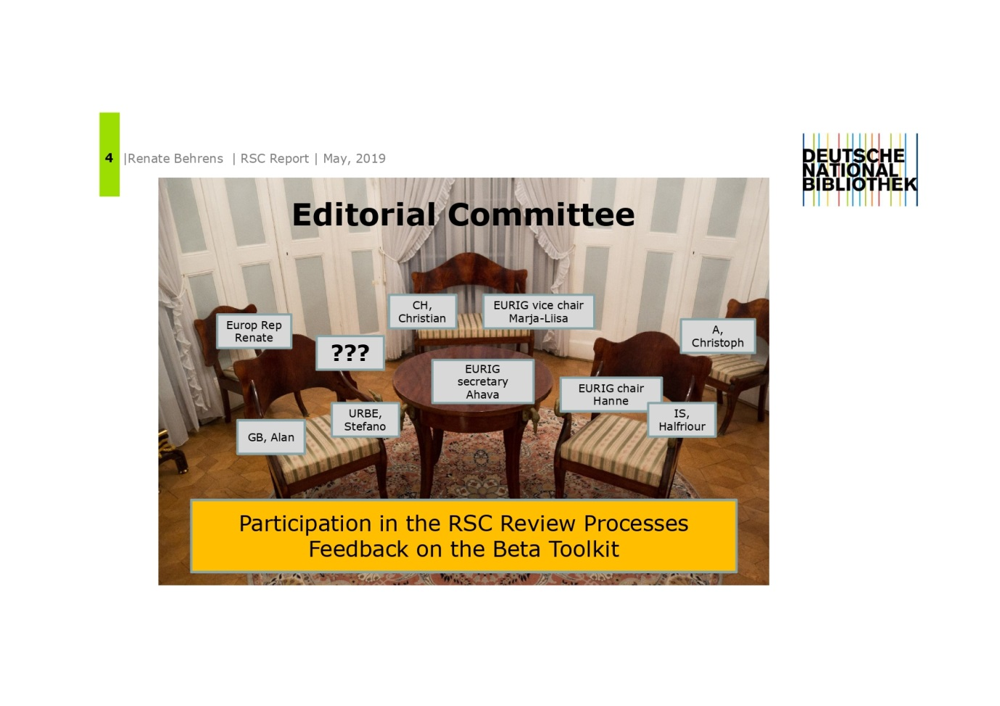 4 |Renate Behrens | RSC Report | May, 2019
DEUTSCHE
NATIONAL
BIBLIOTHEK
Editorial Committee
CH,
Christian
EURIG vice chair
Marja-Liisa
Europ Rep
Renate
A,
Christoph
???
EURIG
secretary
Ahava
EURIG chair
Hanne
URBE,
Stefano
IS,
Halfriour
GB, Alan
Participation in the RSC Review Processes
Feedback on the Beta Toolkit